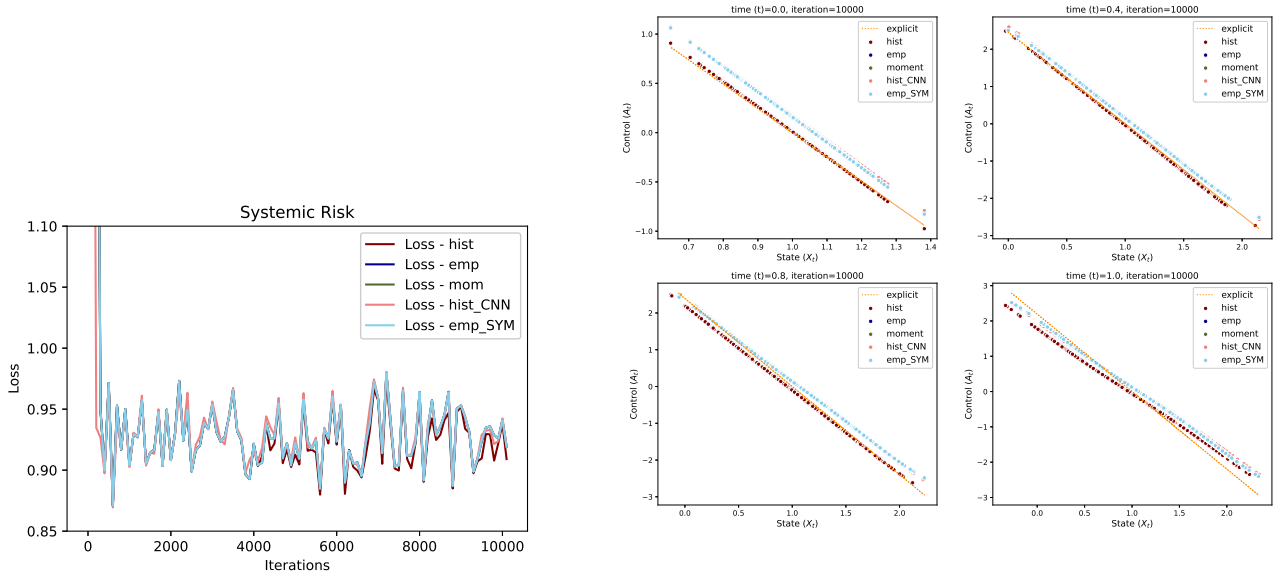 Systemic Risk
Loss
1.10
1.05
1.00
0.95
0.90
0.85
0
2000
4000
6000
8000
10000
Iterations
Loss - hist
Loss - emp
Loss - mom
Loss - hist_CNN
Loss - emp_SYM
time (t)=0.0, iteration=10000
Control (Aₜ)
1.0
0.5
0.0
−0.5
−1.0
0.7
0.8
0.9
1.0
1.1
1.2
1.3
1.4
State (Xₜ)
explicit
hist
emp
moment
hist_CNN
emp_SYM
time (t)=0.4, iteration=10000
Control (Aₜ)
2
1
0
−1
−2
−3
0.0
0.5
1.0
1.5
2.0
State (Xₜ)
explicit
hist
emp
moment
hist_CNN
emp_SYM
time (t)=0.8, iteration=10000
Control (Aₜ)
2
1
0
−1
−2
−3
0.0
0.5
1.0
1.5
2.0
State (Xₜ)
explicit
hist
emp
moment
hist_CNN
emp_SYM
time (t)=1.0, iteration=10000
Control (Aₜ)
3
2
1
0
−1
−2
−3
0.0
0.5
1.0
1.5
2.0
State (Xₜ)
explicit
hist
emp
moment
hist_CNN
emp_SYM